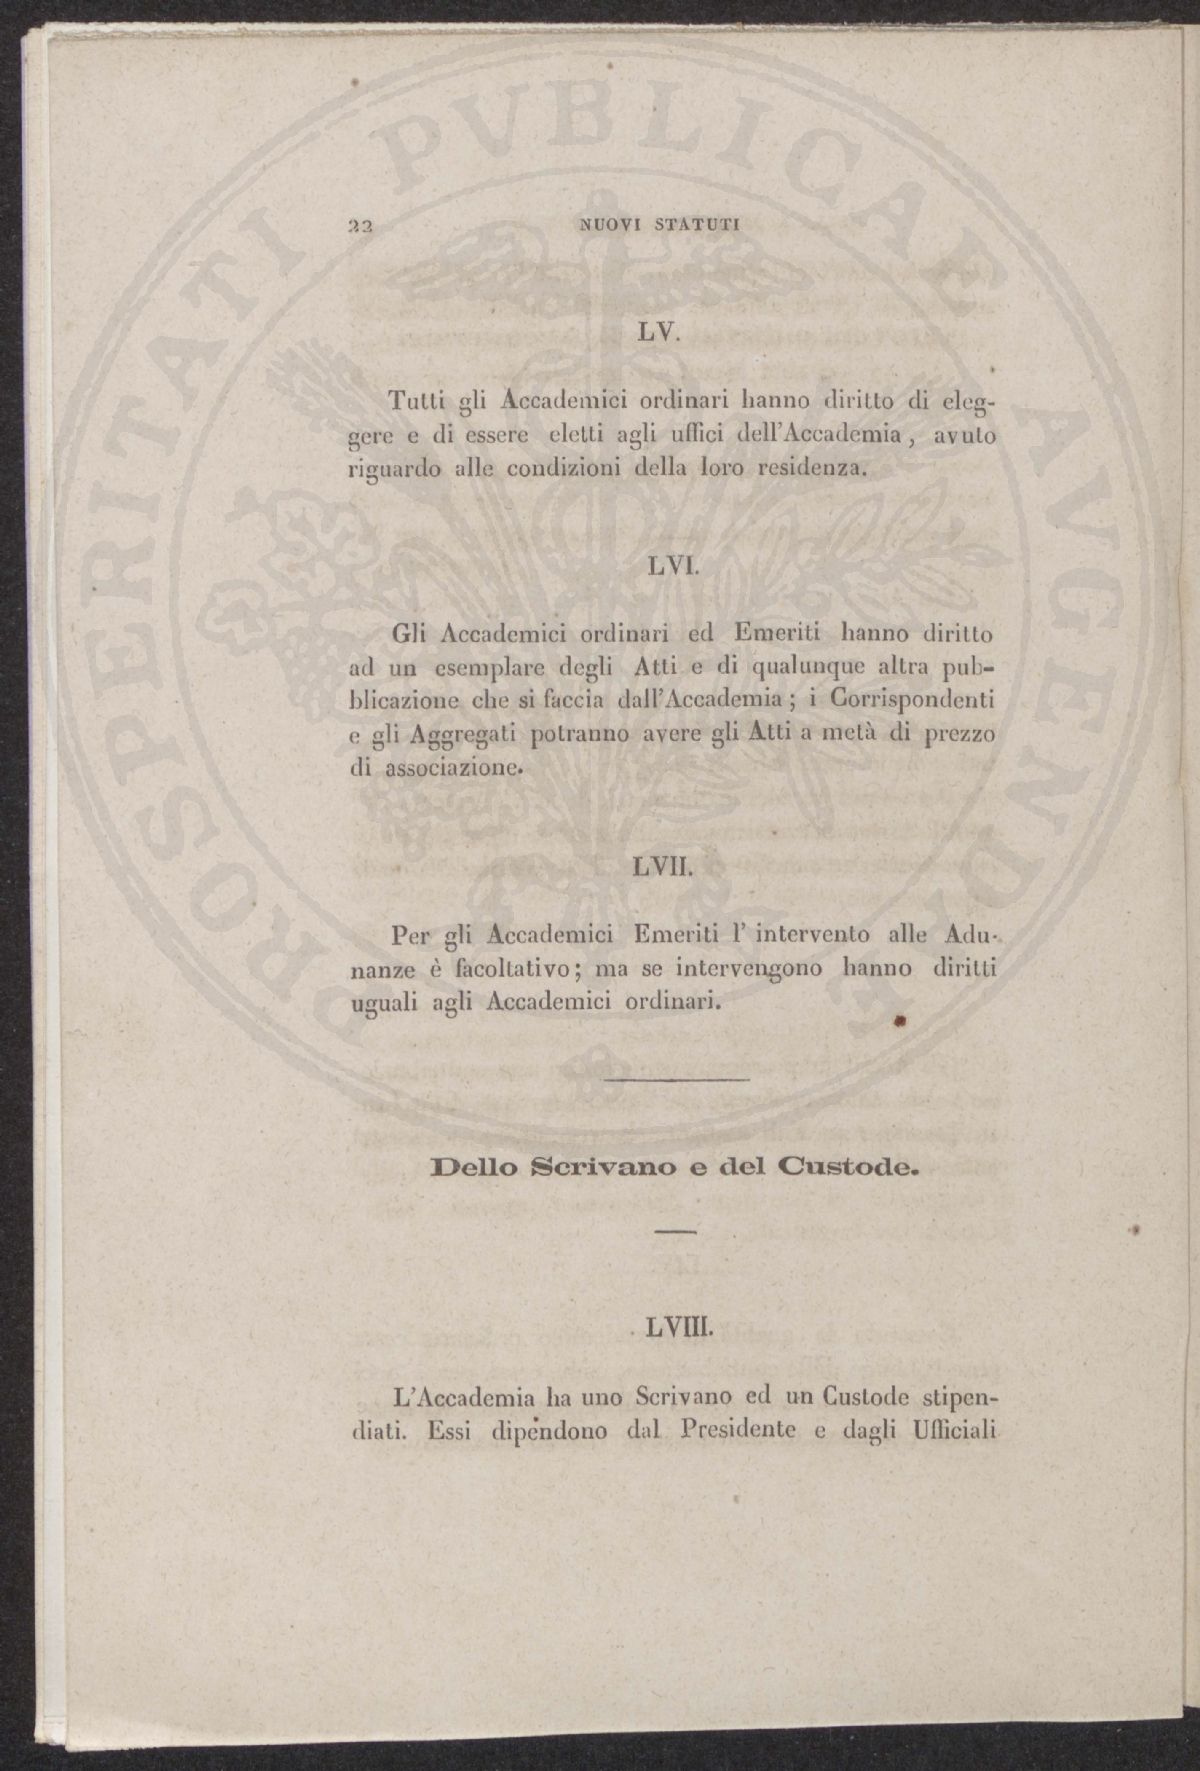 22 NUOVI STATUTI
LV.
Tutti gli Accademici ordinari hanno diritto di eleg-
gere e di essere eletti agli uffici dell'Accademia, avuto
riguardo alle condizioni della loro residenza.
LVI.
Gli Accademici ordinari ed Emeriti hanno diritto
ad un esemplare degli Atti e di qualunque altra pub-
blicazione che si faccia dall'Accademia; i Corrispondenti
e gli Aggregati potranno avere gli Atti a metà di prezzo
di associazione.
LVII.
Per gli Accademici Emeriti l'intervento alle Adu-
nanze è facoltativo; ma se intervengono hanno diritti
uguali agli Accademici ordinari.
Dello Scrivano e del Custode.
LVIII.
L'Accademia ha uno Scrivano ed un Custode stipen-
diati. Essi dipendono dal Presidente e dagli Ufficiali
PROSPERITATI PVBLICAE AVGENDAE